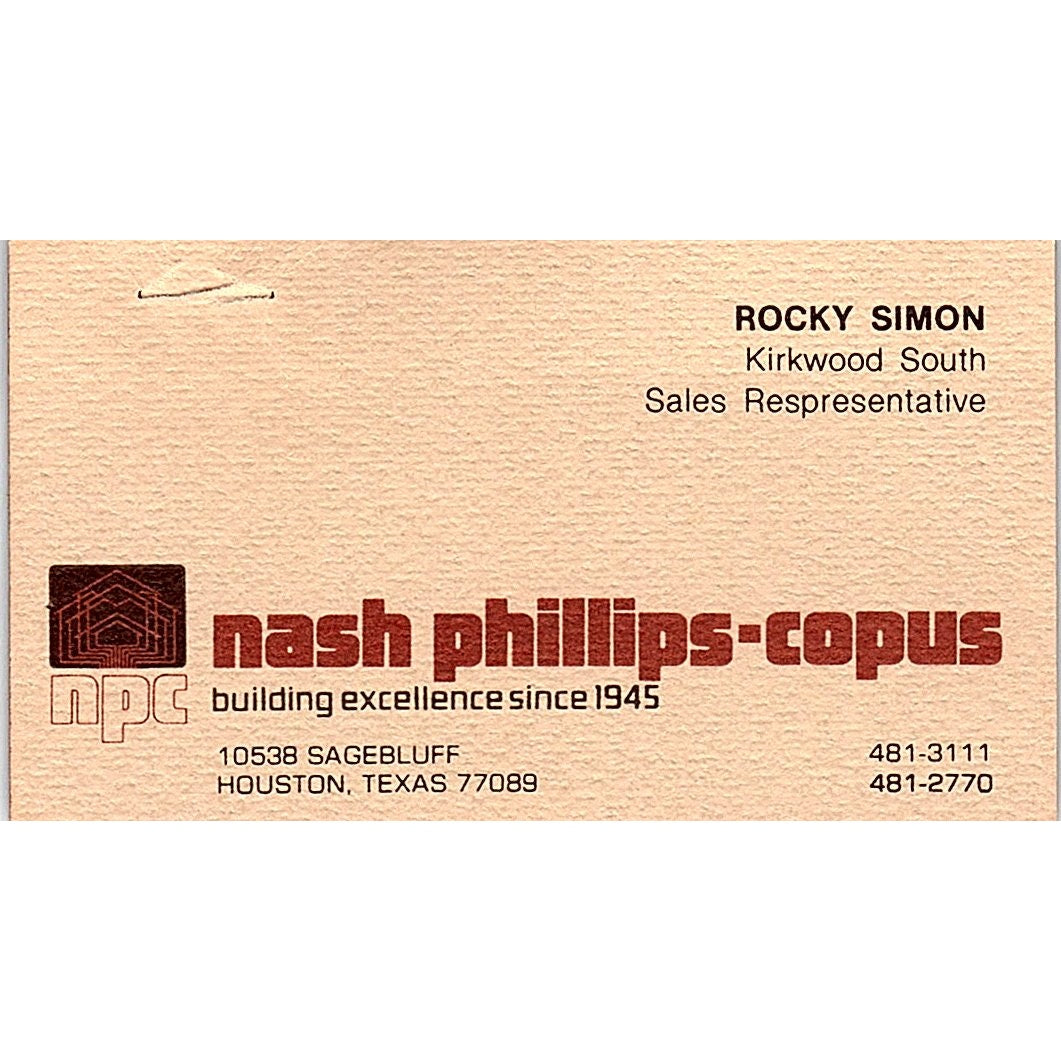 ROCKY SIMON
Kirkwood South
Sales Respresentative
nash phillips-copus
npc
building excellence since 1945
10538 SAGEBLUFF
HOUSTON, TEXAS 77089
481-3111
481-2770